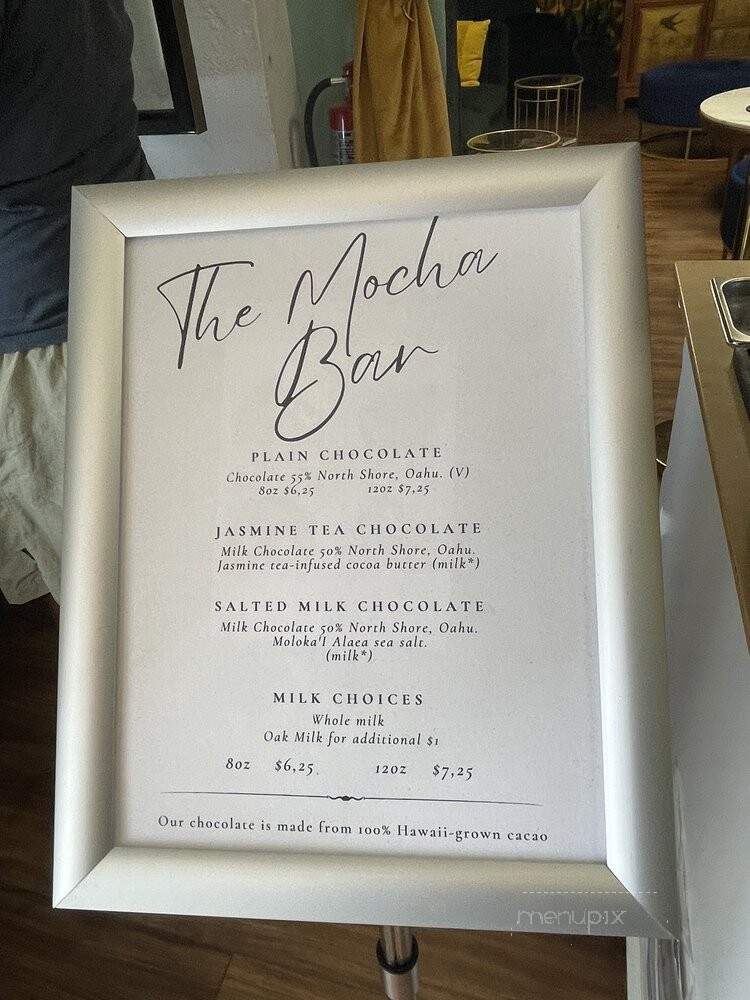 The Mocha
Bar
PLAIN CHOCOLATE
Chocolate 55% North Shore, Oahu. (V)
8oz $6,25 12oz $7,25
JASMINE TEA CHOCOLATE
Milk Chocolate 50% North Shore, Oahu.
Jasmine tea-infused cocoa butter (milk*)
SALTED MILK CHOCOLATE
Milk Chocolate 50% North Shore, Oahu.
Moloka'I Alaea sea salt.
(milk*)
MILK CHOICES
Whole milk
Oak Milk for additional $1
8oz $6,25. 12oz $7,25
Our chocolate is made from 100% Hawaii-grown cacao
menupix